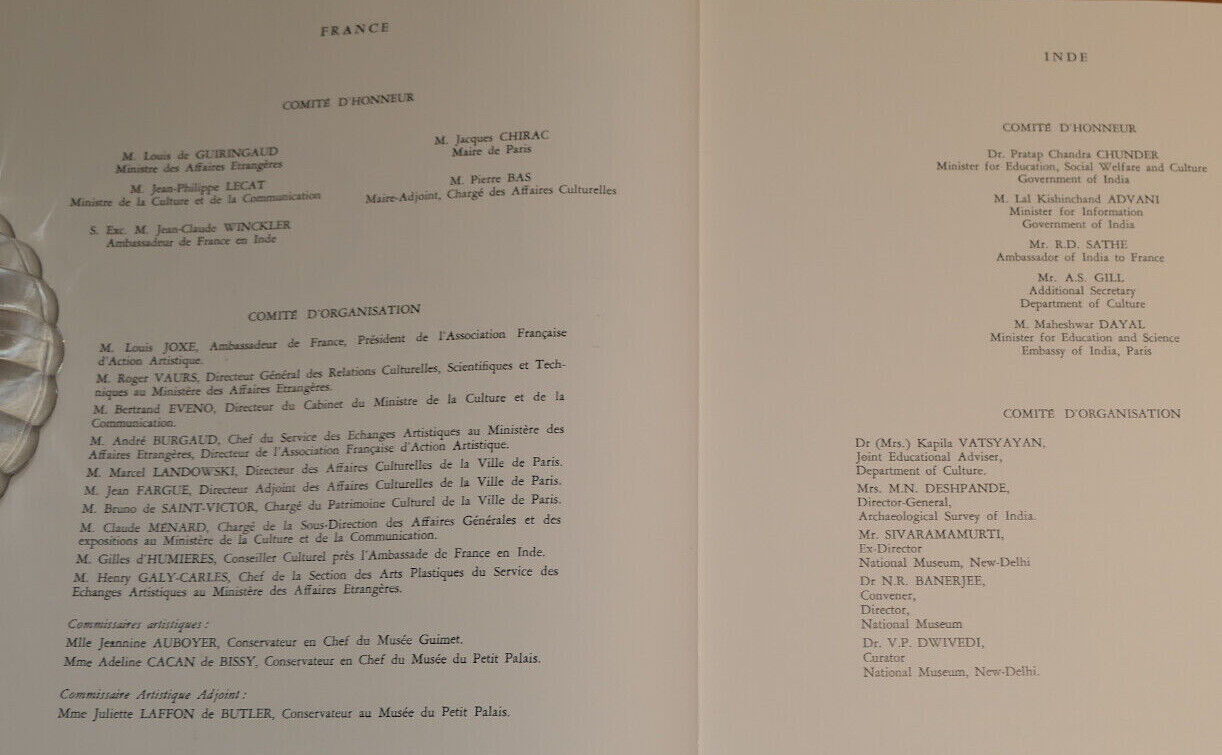 FRANCE
COMITÉ D'HONNEUR
M. Louis de GUIRINGAUD
Ministre des Affaires Etrangères
M. Jean-Philippe LECAT
Ministre de la Culture et de la Communication
S. Exc. M. Jean-Claude WINCKLER
Ambassadeur de France en Inde
M. Jacques CHIRAC
Maire de Paris
M. Pierre BAS
Maire-Adjoint, Chargé des Affaires Culturelles
COMITÉ D'ORGANISATION
M. Louis JOXE, Ambassadeur de France, Président de l'Association Française
d'Action Artistique.
M. Roger VAURS, Directeur Général des Relations Culturelles, Scientifiques et Tech-
niques au Ministère des Affaires Etrangères.
M. Bertrand EVENO, Directeur du Cabinet du Ministre de la Culture et de la
Communication.
M. André BURGAUD, Chef du Service des Echanges Artistiques au Ministère des
Affaires Etrangères, Directeur de l'Association Française d'Action Artistique.
M. Marcel LANDOWSKI, Directeur des Affaires Culturelles de la Ville de Paris.
M. Jean FARGUE, Directeur Adjoint des Affaires Culturelles de la Ville de Paris.
M. Bruno de SAINT-VICTOR, Chargé du Patrimoine Culturel de la Ville de Paris.
M. Claude MENARD, Chargé de la Sous-Direction des Affaires Générales et des
expositions au Ministère de la Culture et de la Communication.
M. Gilles d'HUMIERES, Conseiller Culturel près l'Ambassade de France en Inde.
M. Henry GALY-CARLES, Chef de la Section des Arts Plastiques du Service des
Echanges Artistiques au Ministère des Affaires Etrangères.
Commissaires artistiques :
Mlle Jeannine AUBOYER, Conservateur en Chef du Musée Guimet.
Mme Adeline CACAN de BISSY, Conservateur en Chef du Musée du Petit Palais.
Commissaire Artistique Adjoint :
Mme Juliette LAFFON de BUTLER, Conservateur au Musée du Petit Palais.
INDE
COMITÉ D'HONNEUR
Dr. Pratap Chandra CHUNDER
Minister for Education, Social Welfare and Culture
Government of India
M. Lal Kishinchand ADVANI
Minister for Information
Government of India
Mr. R.D. SATHE
Ambassador of India to France
Mr. A.S. GILL
Additional Secretary
Department of Culture
M. Maheshwar DAYAL
Minister for Education and Science
Embassy of India, Paris
COMITÉ D'ORGANISATION
Dr (Mrs.) Kapila VATSYAYAN,
Joint Educational Adviser,
Department of Culture.
Mrs. M.N. DESHPANDE,
Director-General,
Archaeological Survey of India.
Mr. SIVARAMAMURTI,
Ex-Director
National Museum, New-Delhi
Dr N.R. BANERJEE,
Convener,
Director,
National Museum
Dr. V.P. DWIVEDI,
Curator
National Museum, New-Delhi.